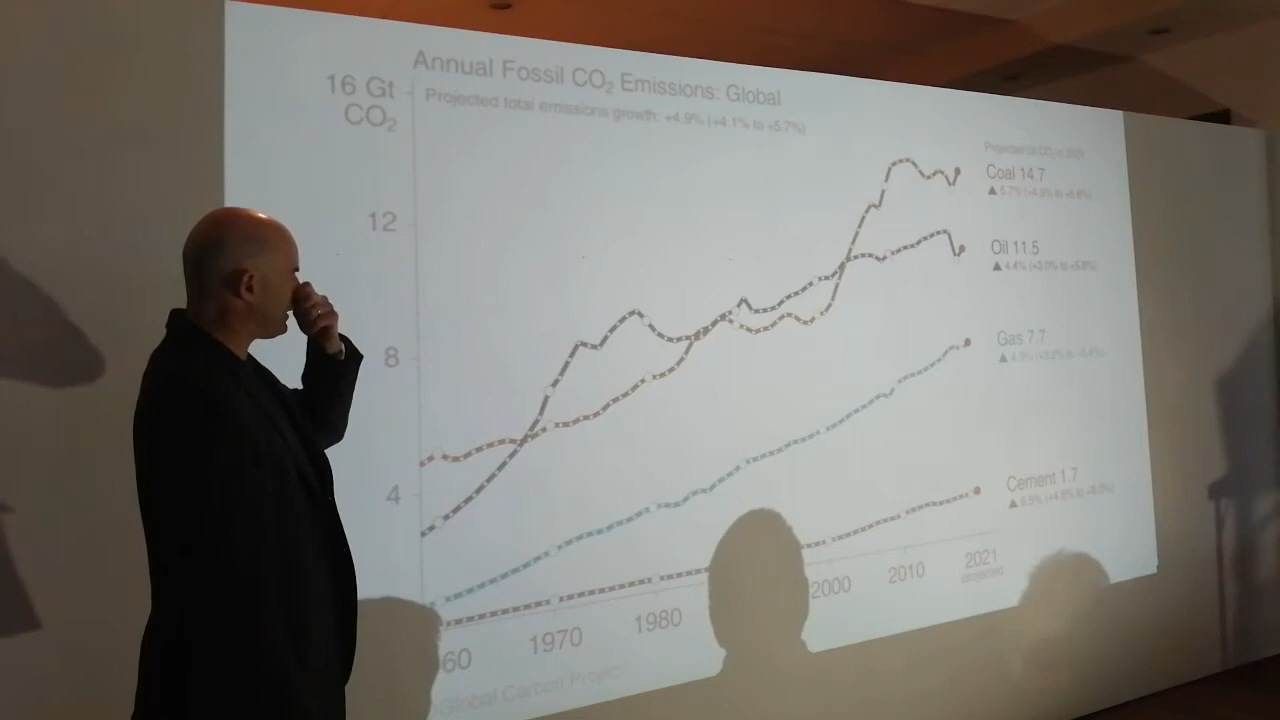 Annual Fossil CO₂ Emissions: Global
16 Gt
CO₂
Projected total emissions growth: +4.9% (+4.1% to +5.7%)
Coal 14.7
12
Oil 11.5
Gas 7.7
8
4
Cement 1.7
60
1970
1980
2000
2010
2021
projected
Global Carbon Project